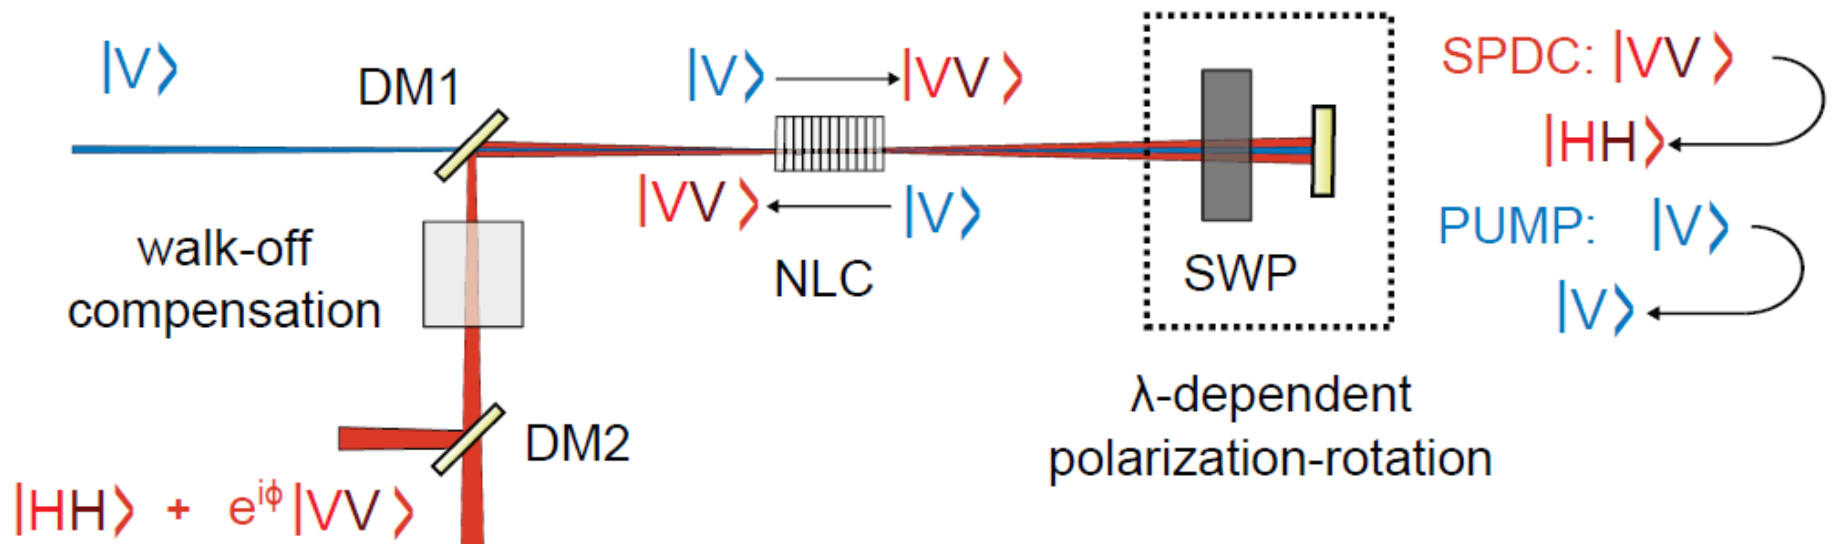 |V⟩
DM1
|V⟩ → |VV⟩
|VV⟩ ← |V⟩
NLC
SWP
SPDC: |VV⟩
|HH⟩
PUMP: |V⟩
|V⟩
walk-off
compensation
λ-dependent
polarization-rotation
DM2
|HH⟩ + e^{iϕ}|VV⟩